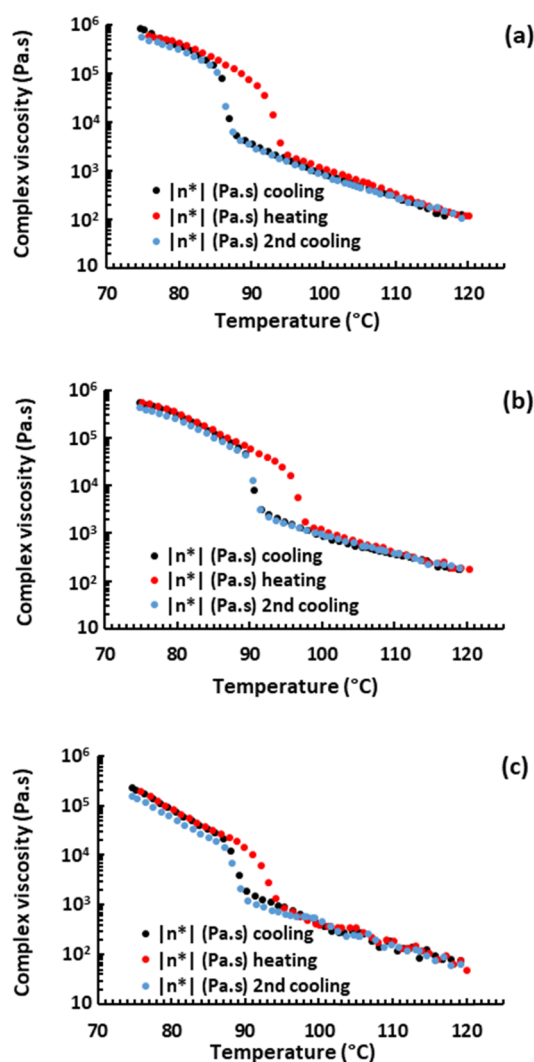 (a)
Complex viscosity (Pa.s)
10⁶
10⁵
10⁴
10³
10²
10
|n*| (Pa.s) cooling
|n*| (Pa.s) heating
|n*| (Pa.s) 2nd cooling
70 80 90 100 110 120
Temperature (°C)
(b)
Complex viscosity (Pa.s)
10⁶
10⁵
10⁴
10³
10²
10
|n*| (Pa.s) cooling
|n*| (Pa.s) heating
|n*| (Pa.s) 2nd cooling
70 80 90 100 110 120
Temperature (°C)
(c)
Complex viscosity (Pa.s)
10⁶
10⁵
10⁴
10³
10²
10
|n*| (Pa.s) cooling
|n*| (Pa.s) heating
|n*| (Pa.s) 2nd cooling
70 80 90 100 110 120
Temperature (°C)